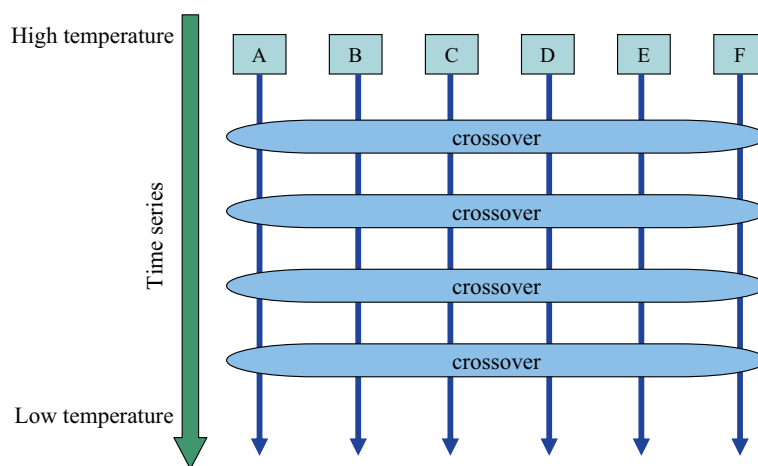 High temperature
A B C D E F
crossover
crossover
Time series
crossover
crossover
Low temperature